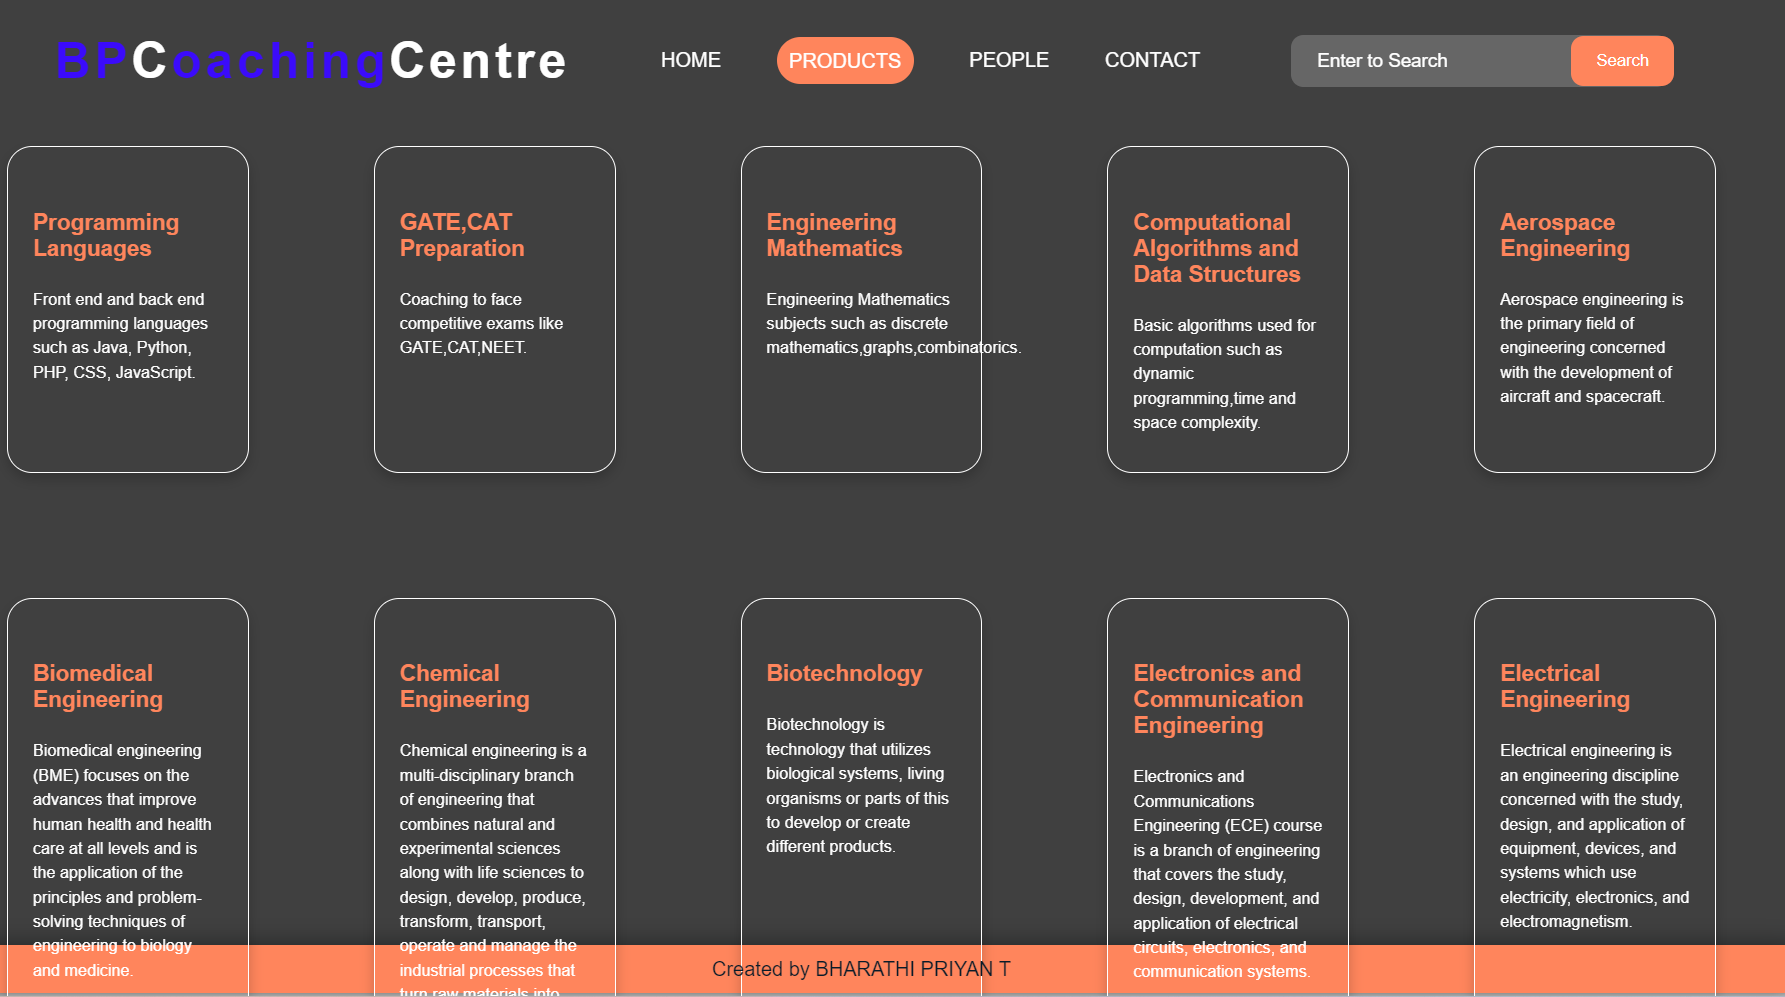 BPCoachingCentre
HOME
PRODUCTS
PEOPLE
CONTACT
Enter to Search
Search
Programming
Languages
Front end and back end
programming languages
such as Java, Python,
PHP, CSS, JavaScript.
GATE,CAT
Preparation
Coaching to face
competitive exams like
GATE,CAT,NEET.
Engineering
Mathematics
Engineering Mathematics
subjects such as discrete
mathematics,graphs,combinatorics.
Computational
Algorithms and
Data Structures
Basic algorithms used for
computation such as
dynamic
programming,time and
space complexity.
Aerospace
Engineering
Aerospace engineering is
the primary field of
engineering concerned
with the development of
aircraft and spacecraft.
Biomedical
Engineering
Biomedical engineering
(BME) focuses on the
advances that improve
human health and health
care at all levels and is
the application of the
principles and problem-
solving techniques of
engineering to biology
and medicine.
Chemical
Engineering
Chemical engineering is a
multi-disciplinary branch
of engineering that
combines natural and
experimental sciences
along with life sciences to
design, develop, produce,
transform, transport,
operate and manage the
industrial processes that
turn raw materials into
Biotechnology
Biotechnology is
technology that utilizes
biological systems, living
organisms or parts of this
to develop or create
different products.
Electronics and
Communication
Engineering
Electronics and
Communications
Engineering (ECE) course
is a branch of engineering
that covers the study,
design, development, and
application of electrical
circuits, electronics, and
communication systems.
Electrical
Engineering
Electrical engineering is
an engineering discipline
concerned with the study,
design, and application of
equipment, devices, and
systems which use
electricity, electronics, and
electromagnetism.
Created by BHARATHI PRIYAN T